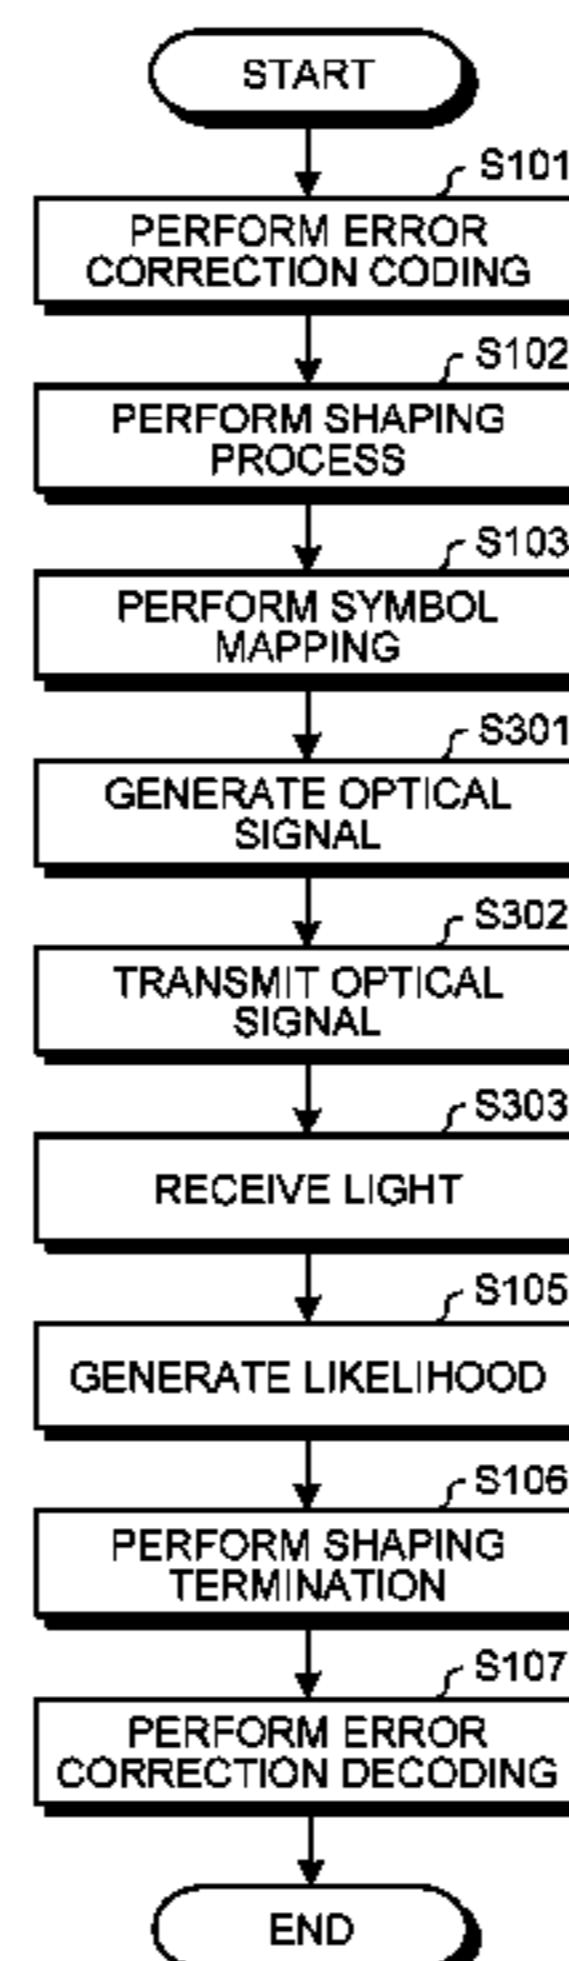 START
S101
PERFORM ERROR
CORRECTION CODING
S102
PERFORM SHAPING
PROCESS
S103
PERFORM SYMBOL
MAPPING
S301
GENERATE OPTICAL
SIGNAL
S302
TRANSMIT OPTICAL
SIGNAL
S303
RECEIVE LIGHT
S105
GENERATE LIKELIHOOD
S106
PERFORM SHAPING
TERMINATION
S107
PERFORM ERROR
CORRECTION DECODING
END